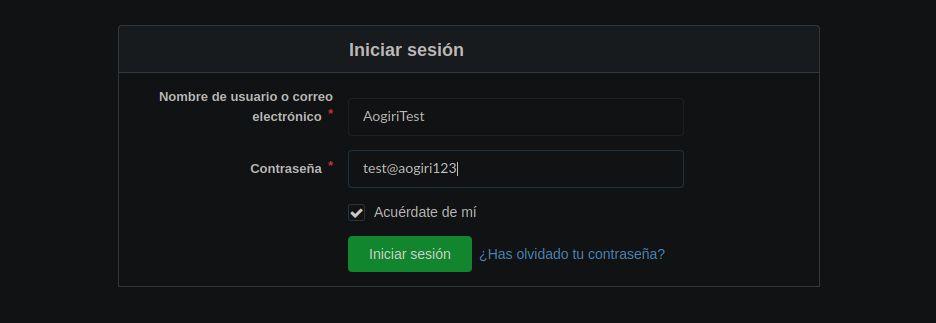 Iniciar sesión
Nombre de usuario o correo
electrónico *
AogiriTest
Contraseña *
test@aogiri123
Acuérdate de mí
Iniciar sesión ¿Has olvidado tu contraseña?